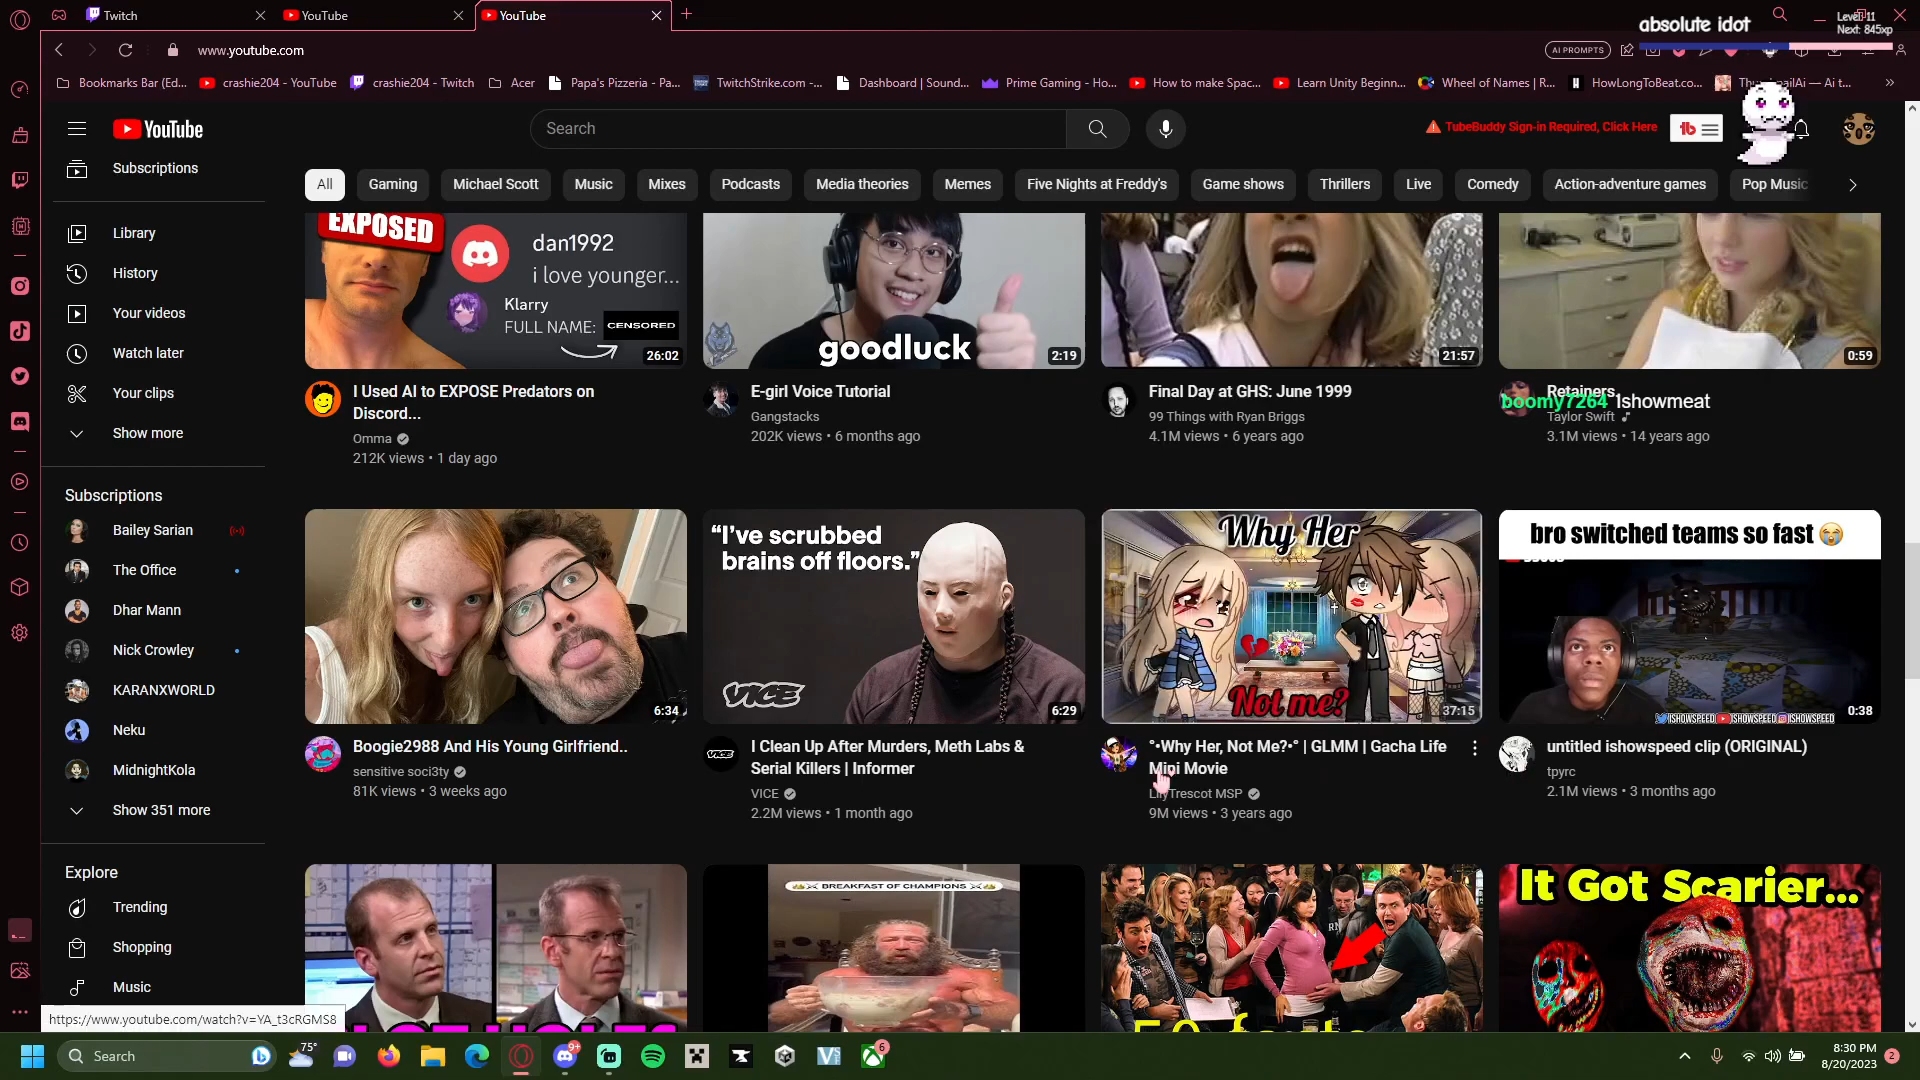 Twitch
YouTube
YouTube
absolute idot
Level: 11
Next: 845xp
www.youtube.com
AI PROMPTS
Bookmarks Bar (Ed...
crashie204 - YouTube
crashie204 - Twitch
Acer
Papa's Pizzeria - Pa...
TwitchStrike.com -...
Dashboard | Sound...
Prime Gaming - Ho...
How to make Spac...
Learn Unity Beginn...
Wheel of Names | R...
HowLongToBeat.co...
YouTube
Search
TubeBuddy Sign-in Required, Click Here
tb
Subscriptions
All
Gaming
Michael Scott
Music
Mixes
Podcasts
Media theories
Memes
Five Nights at Freddy's
Game shows
Thrillers
Live
Comedy
Action-adventure games
Pop Music
Library
History
Your videos
Watch later
Your clips
Show more
EXPOSED
dan1992
i love younger...
Klarry
FULL NAME: CENSORED
26:02
goodluck
2:19
21:57
0:59
I Used AI to EXPOSE Predators on
Discord...
Omma
212K views • 1 day ago
E-girl Voice Tutorial
Gangstacks
202K views • 6 months ago
Final Day at GHS: June 1999
99 Things with Ryan Briggs
4.1M views • 6 years ago
Retainers
boomy7264 1showmeat
Taylor Swift
3.1M views • 14 years ago
Subscriptions
Bailey Sarian
The Office
Dhar Mann
Nick Crowley
KARANXWORLD
Neku
MidnightKola
Show 351 more
6:34
"I've scrubbed
brains off floors."
VICE
6:29
Why Her
Not me?
37:15
bro switched teams so fast 😭
ISHOWSPEED ISHOWSPEED ISHOWSPEED
0:38
Boogie2988 And His Young Girlfriend..
sensitive soci3ty
81K views • 3 weeks ago
I Clean Up After Murders, Meth Labs &
Serial Killers | Informer
VICE
2.2M views • 1 month ago
°•Why Her, Not Me?•° | GLMM | Gacha Life
Mini Movie
LilyTrescot MSP
9M views • 3 years ago
untitled ishowspeed clip (ORIGINAL)
tpyrc
2.1M views • 3 months ago
Explore
Trending
Shopping
Music
BREAKFAST OF CHAMPIONS
It Got Scarier...
https://www.youtube.com/watch?v=YA_t3cRGMS8
Search
75°
9+
6
8:30 PM
8/20/2023
2